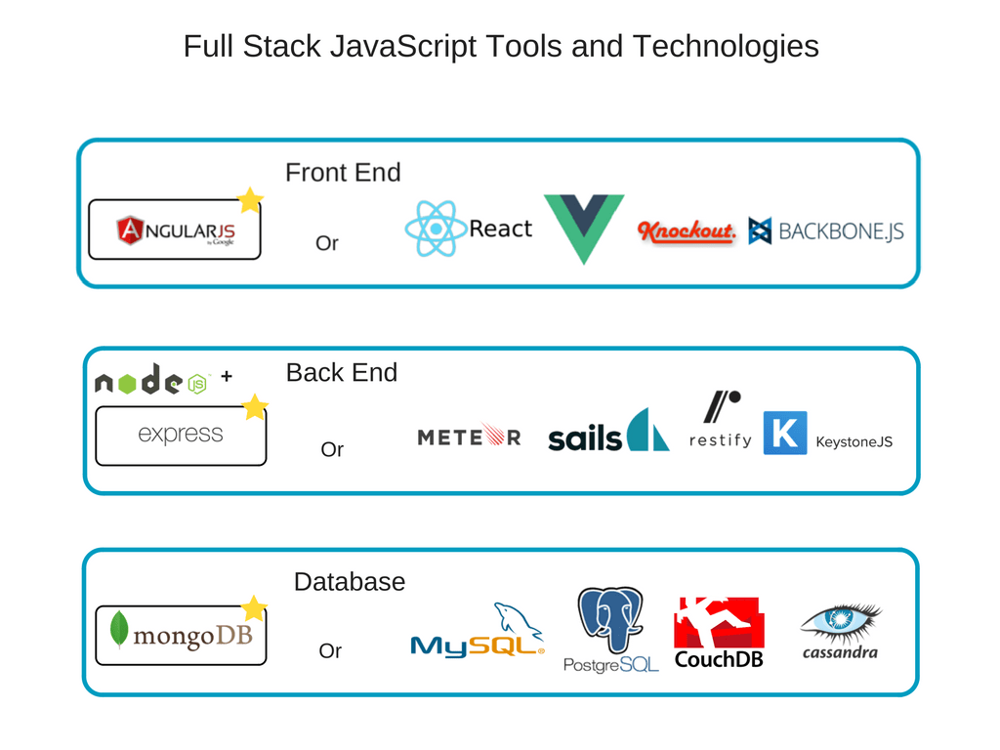 Full Stack JavaScript Tools and Technologies
Front End
ANGULARJS
by Google
Or
React
Knockout.
BACKBONE.JS
node
JS
+
Back End
express
Or
METEOR
sails
restify
K
KeystoneJS
Database
mongoDB
Or
MySQL®
PostgreSQL
CouchDB
cassandra